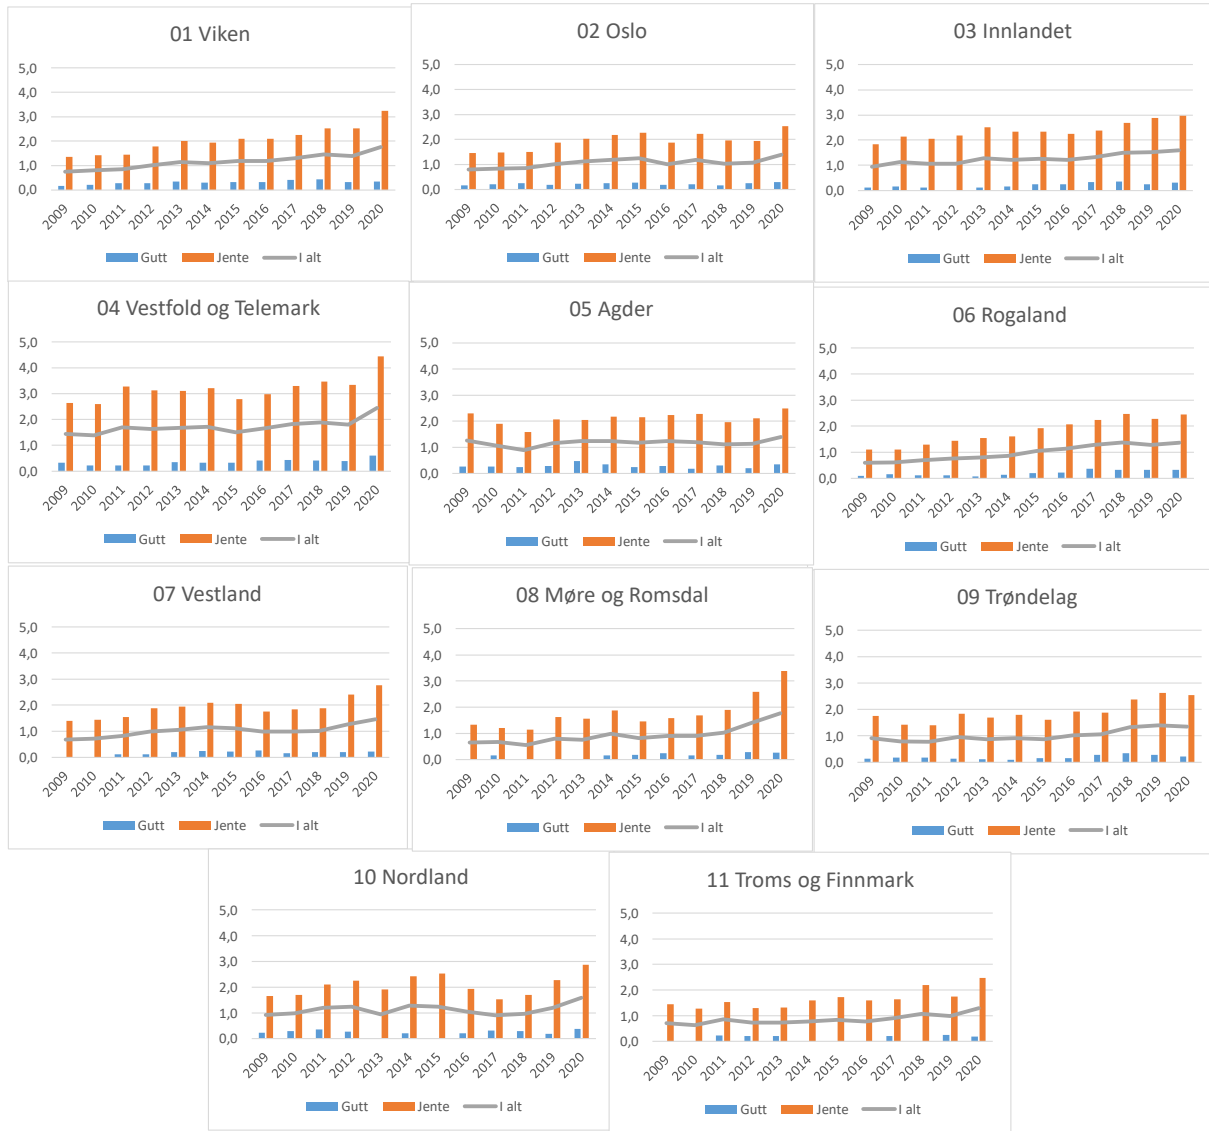 01 Viken
5,0
4,0
3,0
2,0
1,0
0,0
2009 2010 2011 2012 2013 2014 2015 2016 2017 2018 2019 2020
Gutt Jente I alt
02 Oslo
5,0
4,0
3,0
2,0
1,0
0,0
2009 2010 2011 2012 2013 2014 2015 2016 2017 2018 2019 2020
Gutt Jente I alt
03 Innlandet
5,0
4,0
3,0
2,0
1,0
0,0
2009 2010 2011 2012 2013 2014 2015 2016 2017 2018 2019 2020
Gutt Jente I alt
04 Vestfold og Telemark
5,0
4,0
3,0
2,0
1,0
0,0
2009 2010 2011 2012 2013 2014 2015 2016 2017 2018 2019 2020
Gutt Jente I alt
05 Agder
5,0
4,0
3,0
2,0
1,0
0,0
2009 2010 2011 2012 2013 2014 2015 2016 2017 2018 2019 2020
Gutt Jente I alt
06 Rogaland
5,0
4,0
3,0
2,0
1,0
0,0
2009 2010 2011 2012 2013 2014 2015 2016 2017 2018 2019 2020
Gutt Jente I alt
07 Vestland
5,0
4,0
3,0
2,0
1,0
0,0
2009 2010 2011 2012 2013 2014 2015 2016 2017 2018 2019 2020
Gutt Jente I alt
08 Møre og Romsdal
5,0
4,0
3,0
2,0
1,0
0,0
2009 2010 2011 2012 2013 2014 2015 2016 2017 2018 2019 2020
Gutt Jente I alt
09 Trøndelag
5,0
4,0
3,0
2,0
1,0
0,0
2009 2010 2011 2012 2013 2014 2015 2016 2017 2018 2019 2020
Gutt Jente I alt
10 Nordland
5,0
4,0
3,0
2,0
1,0
0,0
2009 2010 2011 2012 2013 2014 2015 2016 2017 2018 2019 2020
Gutt Jente I alt
11 Troms og Finnmark
5,0
4,0
3,0
2,0
1,0
0,0
2009 2010 2011 2012 2013 2014 2015 2016 2017 2018 2019 2020
Gutt Jente I alt